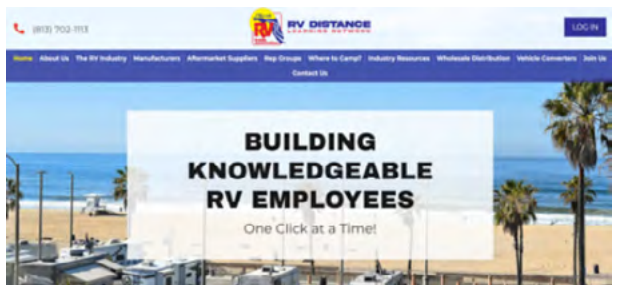 (813) 702-1113
RV
RV DISTANCE
LEARNING NETWORK
LOG IN
Home About Us The RV Industry Manufacturers Aftermarket Suppliers Rep Groups Where to Camp? Industry Resources Wholesale Distribution Vehicle Converters Join Us
Contact Us
BUILDING
KNOWLEDGEABLE
RV EMPLOYEES
One Click at a Time!